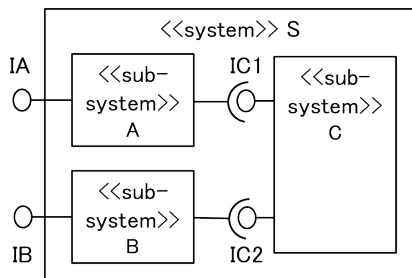 <<system>> S
IA
<<sub-
system>>
A
IC1
<<sub-
system>>
C
<<sub-
system>>
B
IB
IC2